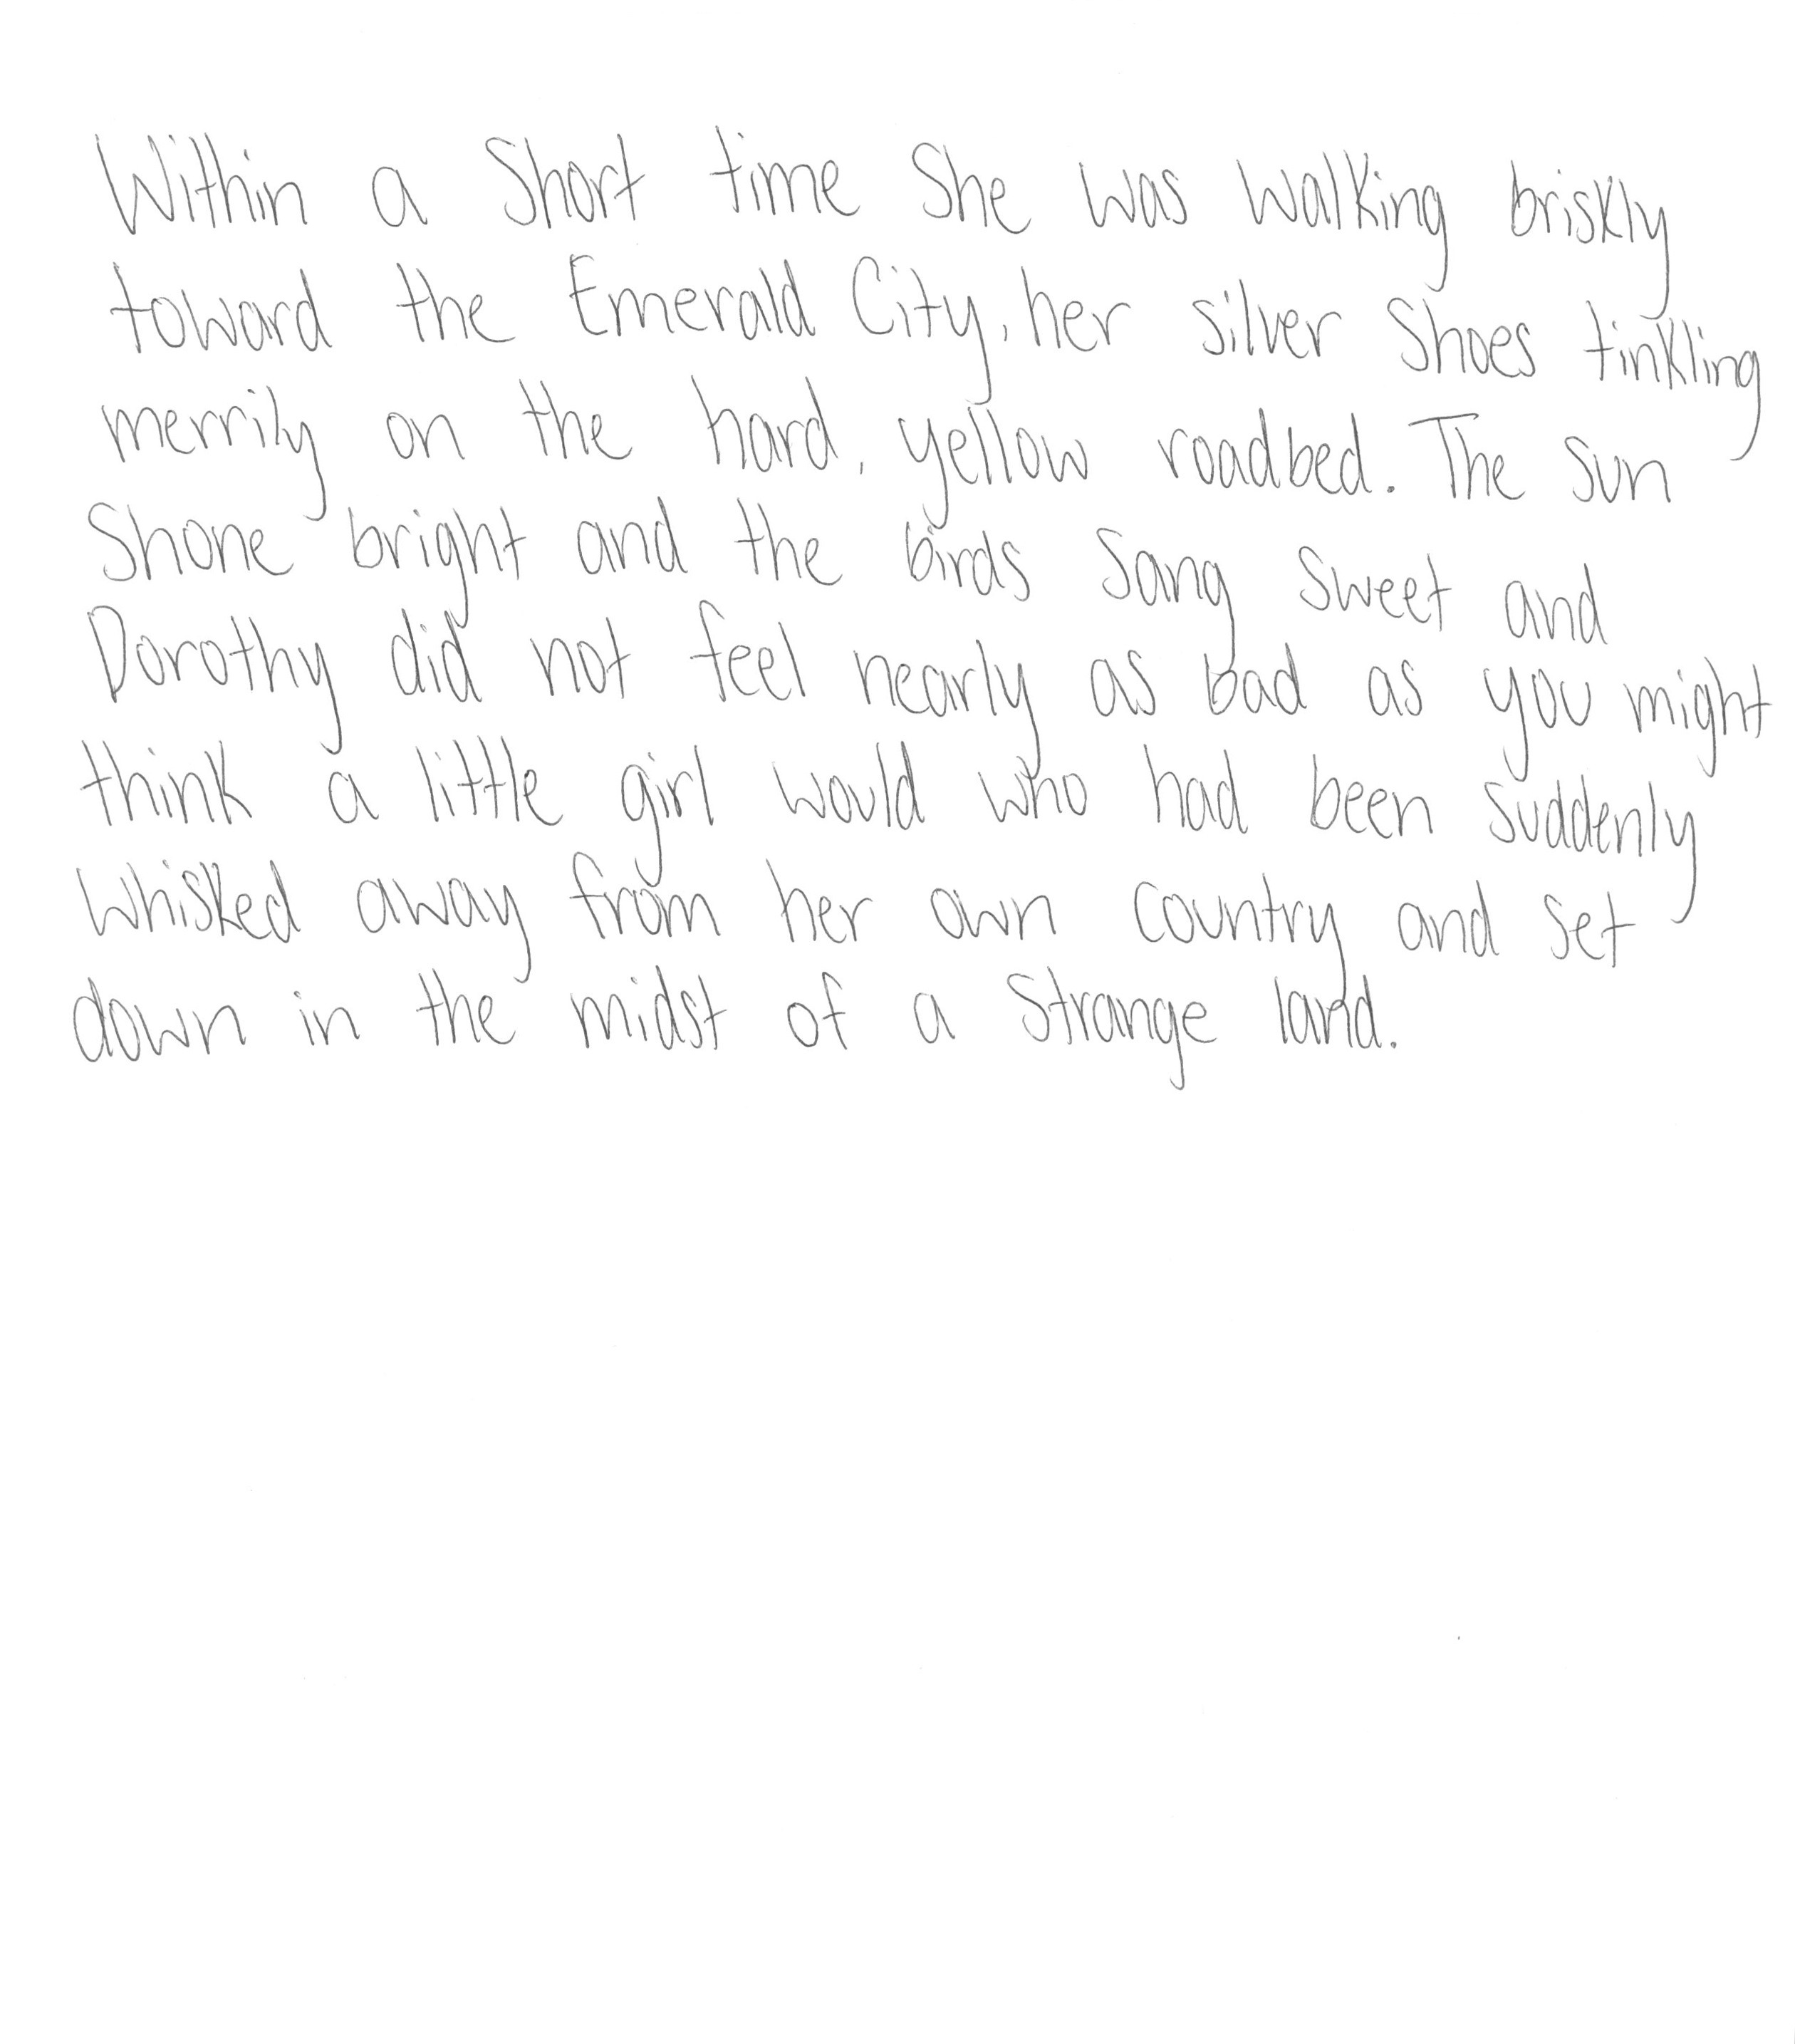 Within a short time she was walking briskly
toward the Emerald City, her silver shoes tinkling
merrily on the hard, yellow roadbed. The sun
shone bright and the birds sang sweet and
Dorothy did not feel nearly as bad as you might
think a little girl would who had been suddenly
whisked away from her own country and set
down in the midst of a strange land.